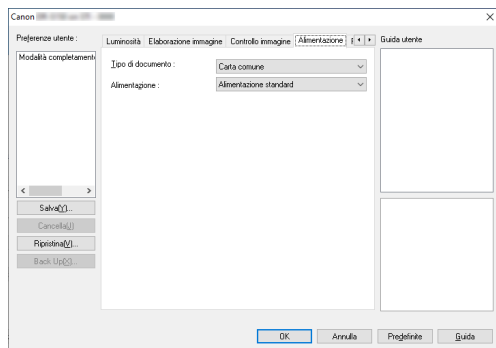 Canon
Preferenze utente :
Modalità completament
Salva(Y)...
Cancella(J)
Ripristina(V)...
Back Up(X)...
Luminosità Elaborazione immagine Controllo immagine Alimentazione
Tipo di documento : Carta comune
Alimentazione : Alimentazione standard
Guida utente
OK Annulla Predefinite Guida